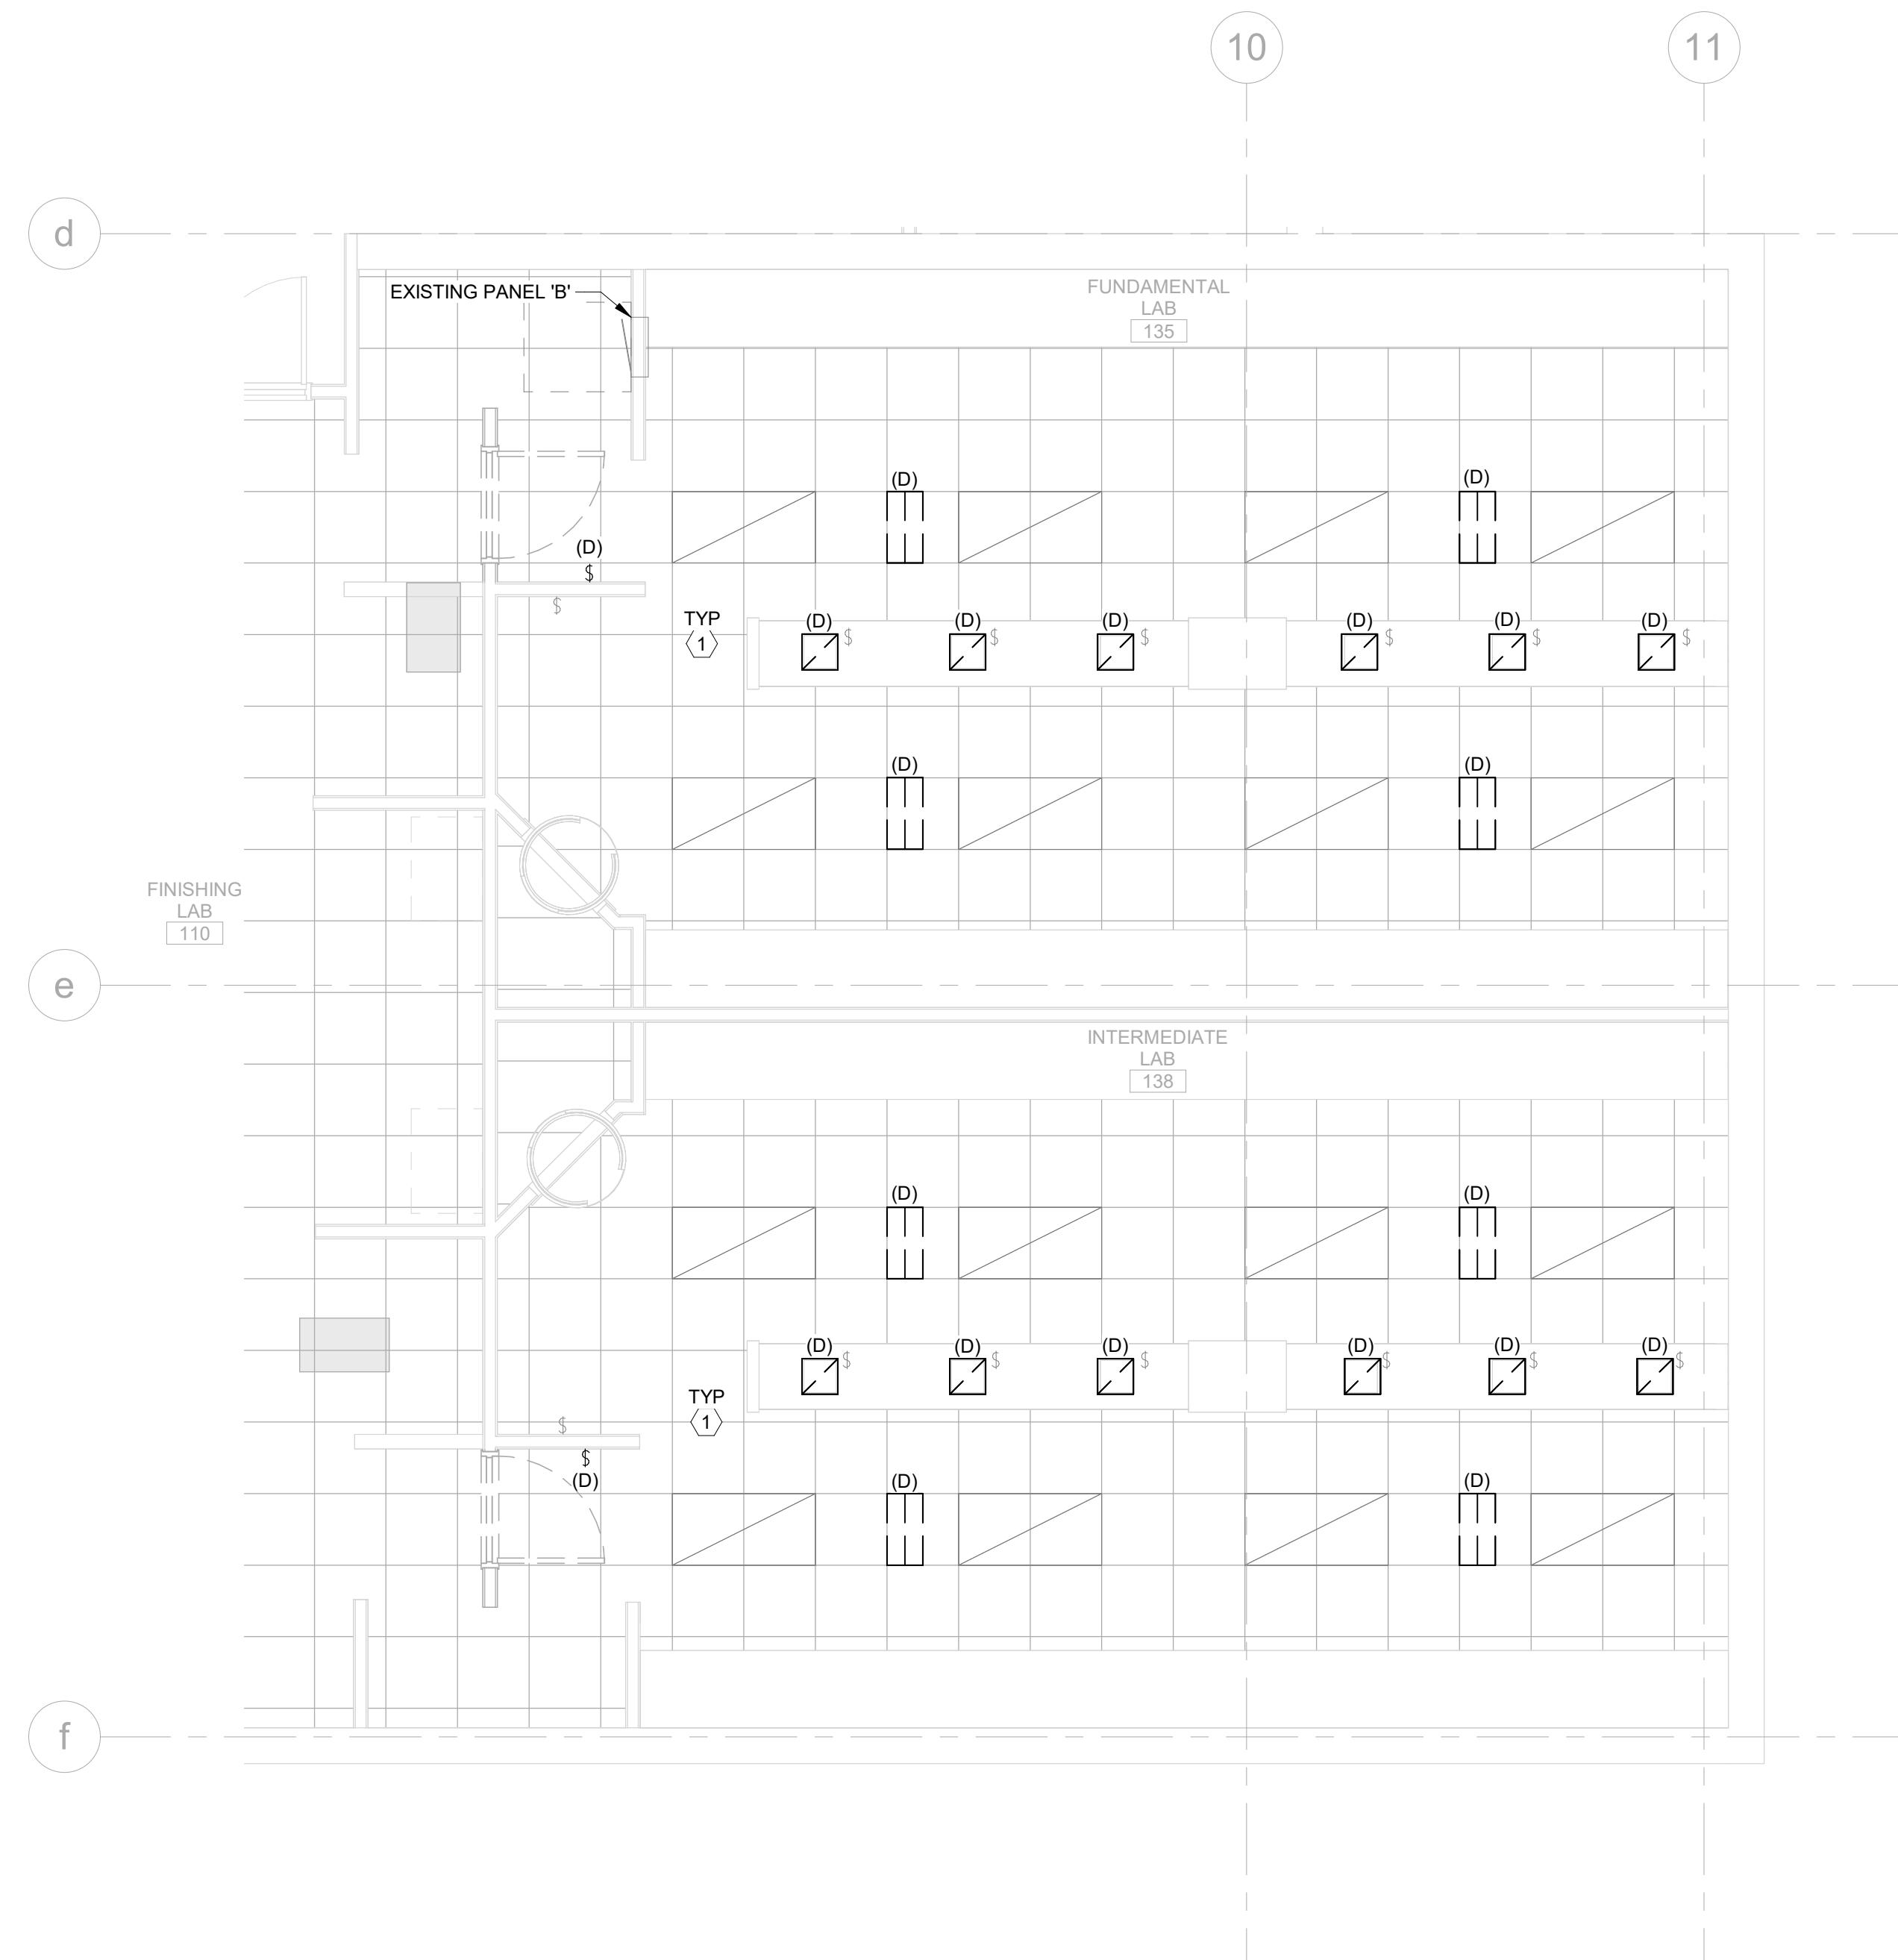 10
11
d
EXISTING PANEL 'B'
FUNDAMENTAL
LAB
135
(D)
(D)
(D)
$
$
TYP
1
(D)
$
(D)
$
(D)
$
(D)
$
(D)
$
(D)
$
(D)
(D)
FINISHING
LAB
110
e
INTERMEDIATE
LAB
138
(D)
(D)
(D)
$
(D)
$
(D)
$
(D)
$
(D)
$
(D)
$
TYP
1
$
$
(D)
(D)
(D)
f